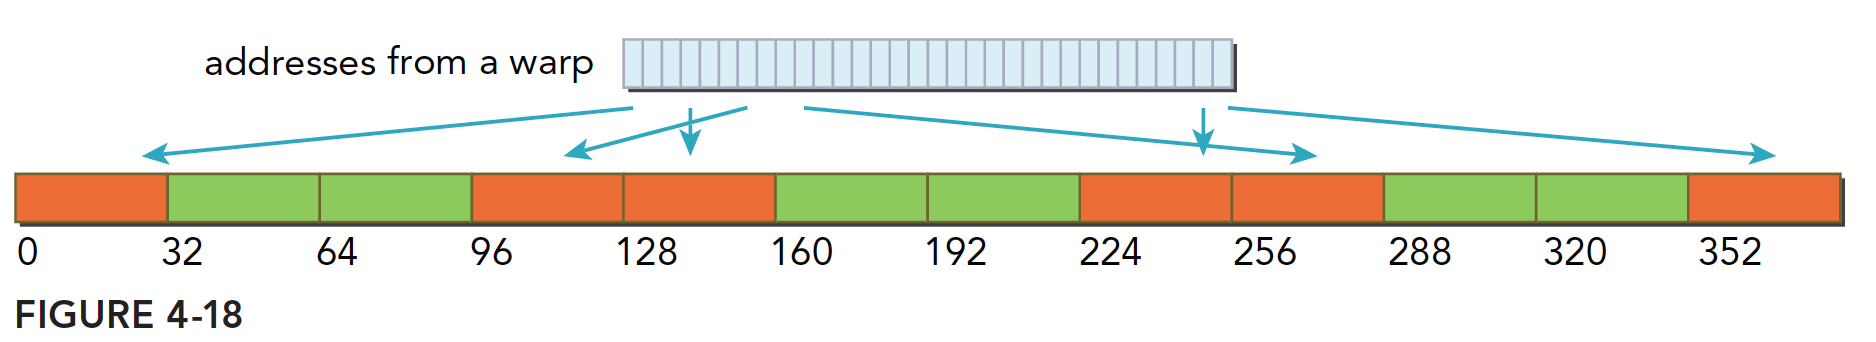 addresses from a warp
0 32 64 96 128 160 192 224 256 288 320 352
FIGURE 4-18